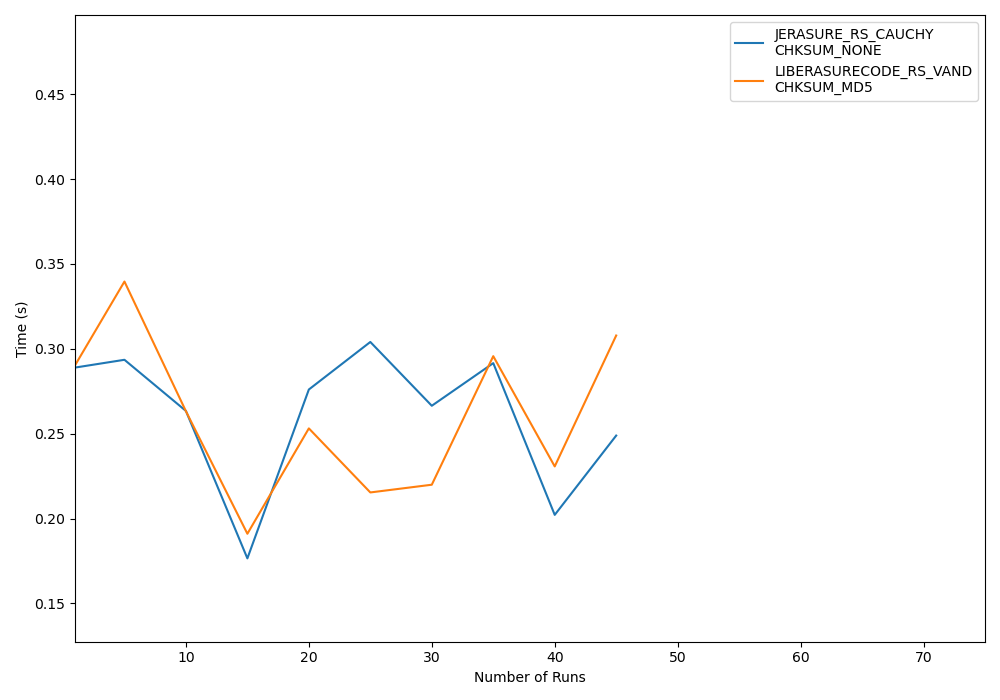 JERASURE_RS_CAUCHY
CHKSUM_NONE
LIBERASURECODE_RS_VAND
CHKSUM_MD5
0.45
0.40
0.35
0.30
0.25
0.20
0.15
Time (s)
10 20 30 40 50 60 70
Number of Runs